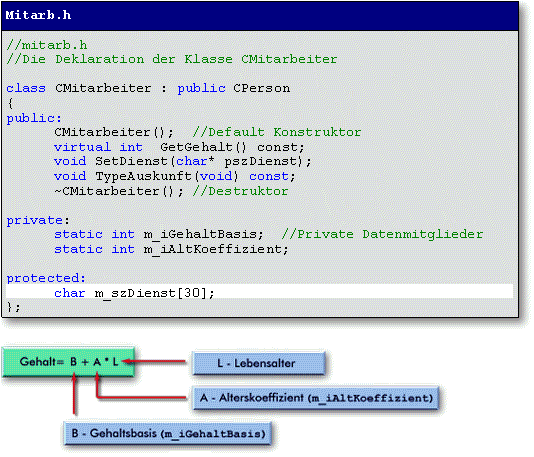 Mitarb.h
//mitarb.h
//Die Deklaration der Klasse CMitarbeiter
class CMitarbeiter : public CPerson
{
public:
CMitarbeiter();  //Default Konstruktor
virtual int  GetGehalt() const;
void SetDienst(char* pszDienst);
void TypeAuskunft(void) const;
~CMitarbeiter(); //Destruktor
private:
static int m_iGehaltBasis;  //Private Datenmitglieder
static int m_iAltKoeffizient;
protected:
char m_szDienst[30];
};
Gehalt= B + A * L
L - Lebensalter
A - Alterskoeffizient (m_iAltKoeffizient)
B - Gehaltsbasis (m_iGehaltBasis)